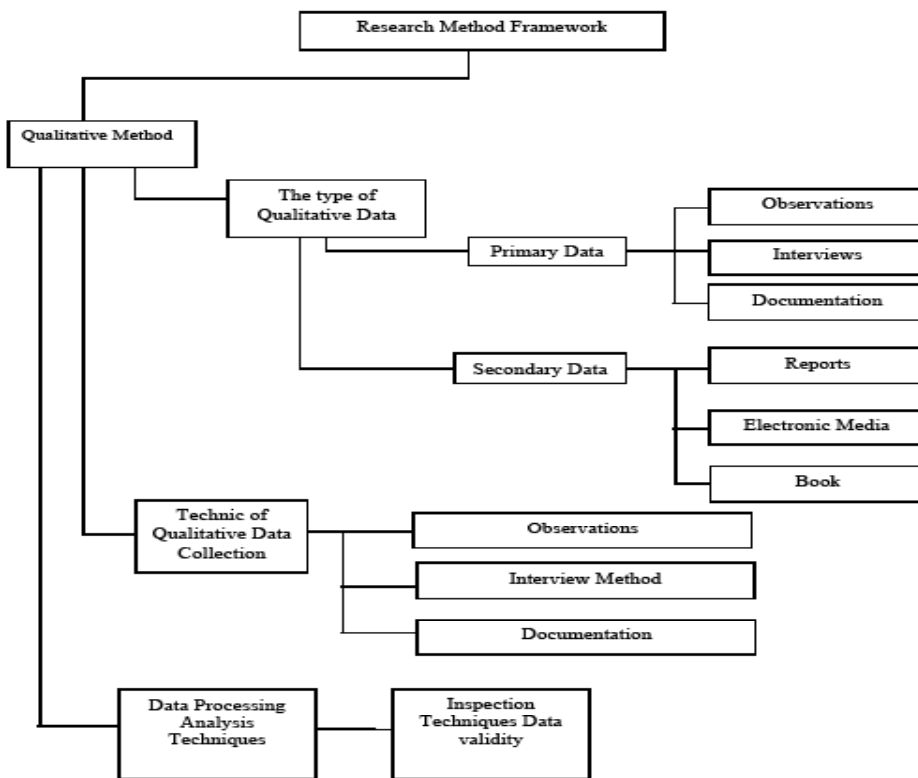 Research Method Framework
Qualitative Method
The type of
Qualitative Data
Observations
Primary Data
Interviews
Documentation
Secondary Data
Reports
Electronic Media
Book
Technic of
Qualitative Data
Collection
Observations
Interview Method
Documentation
Data Processing
Analysis
Techniques
Inspection
Techniques Data
validity